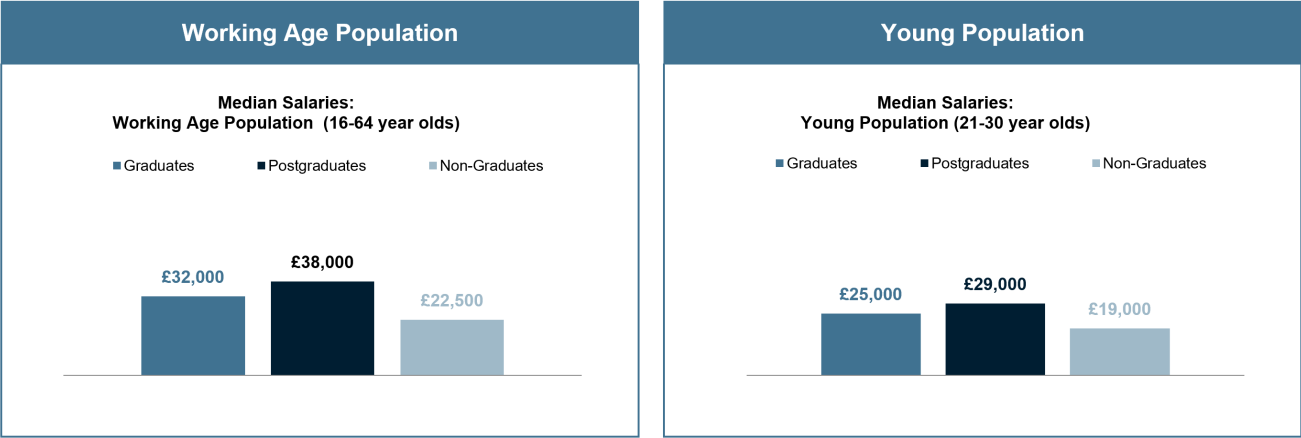 Working Age Population
Median Salaries:
Working Age Population  (16-64 year olds)
Graduates
Postgraduates
Non-Graduates
£32,000
£38,000
£22,500
Young Population
Median Salaries:
Young Population (21-30 year olds)
Graduates
Postgraduates
Non-Graduates
£25,000
£29,000
£19,000